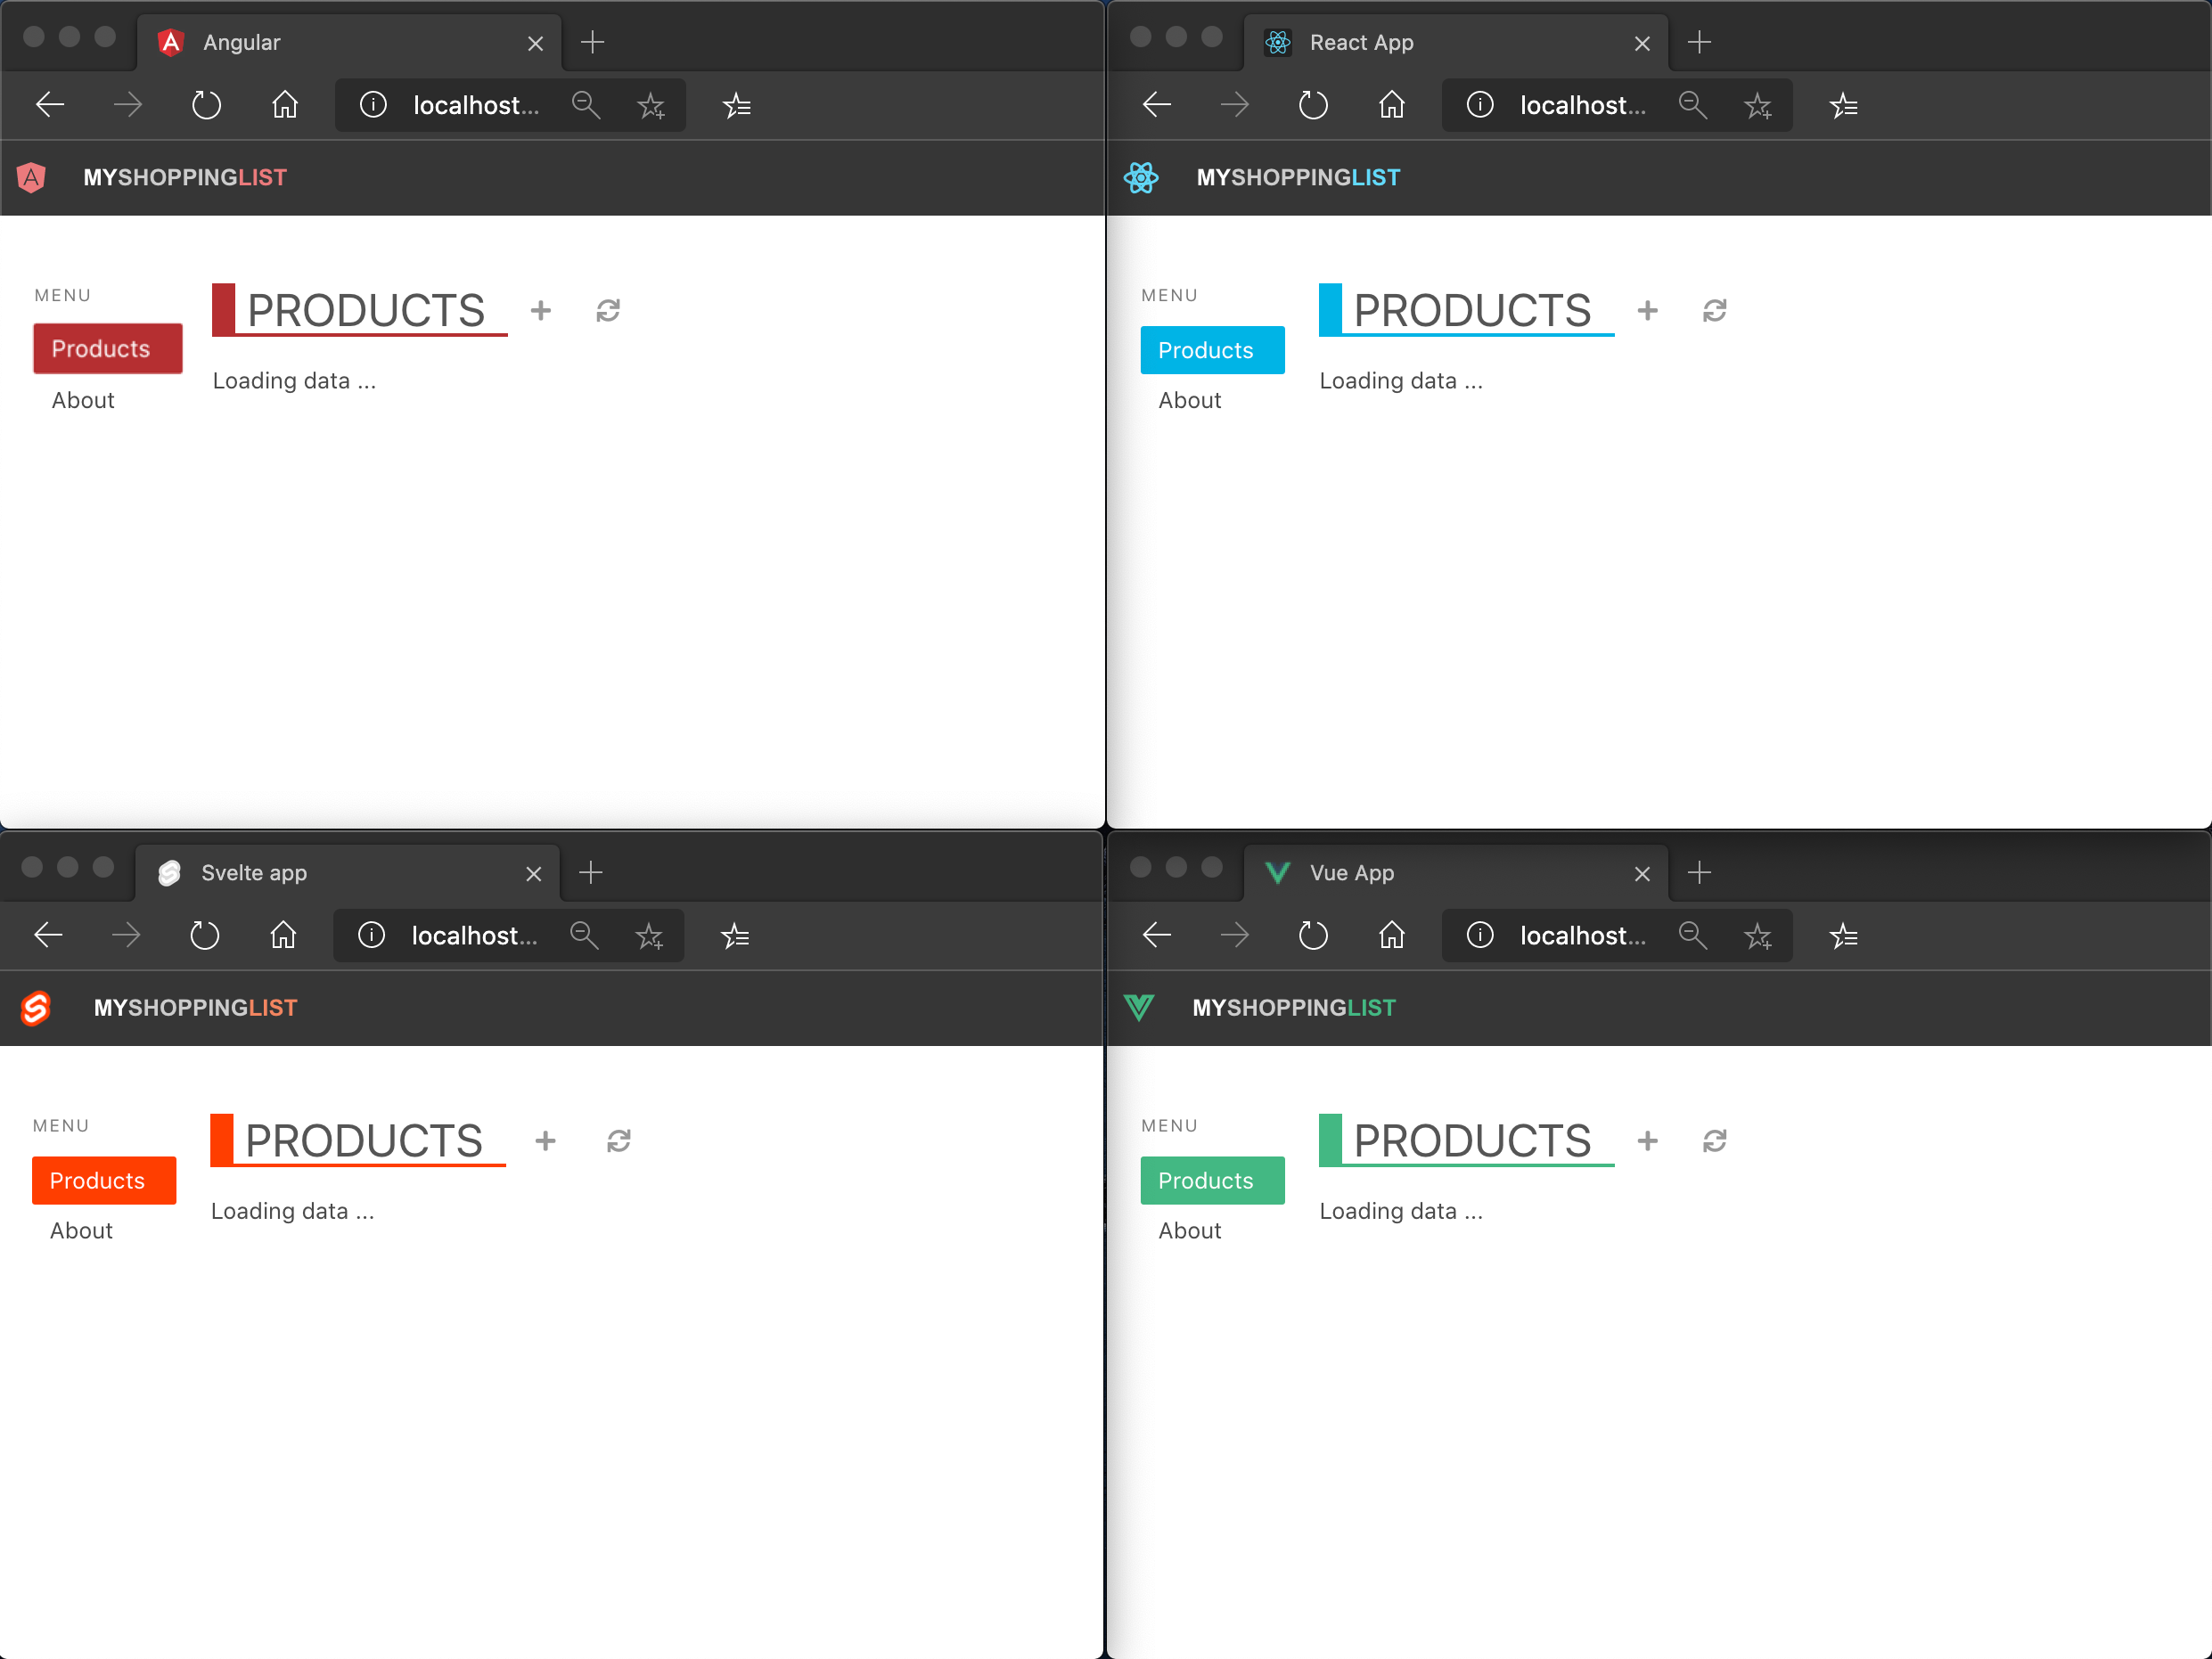 Angular
localhost...
MYSHOPPINGLIST
MENU
Products
About
PRODUCTS
Loading data ...
React App
localhost...
MYSHOPPINGLIST
MENU
Products
About
PRODUCTS
Loading data ...
Svelte app
localhost...
MYSHOPPINGLIST
MENU
Products
About
PRODUCTS
Loading data ...
Vue App
localhost...
MYSHOPPINGLIST
MENU
Products
About
PRODUCTS
Loading data ...